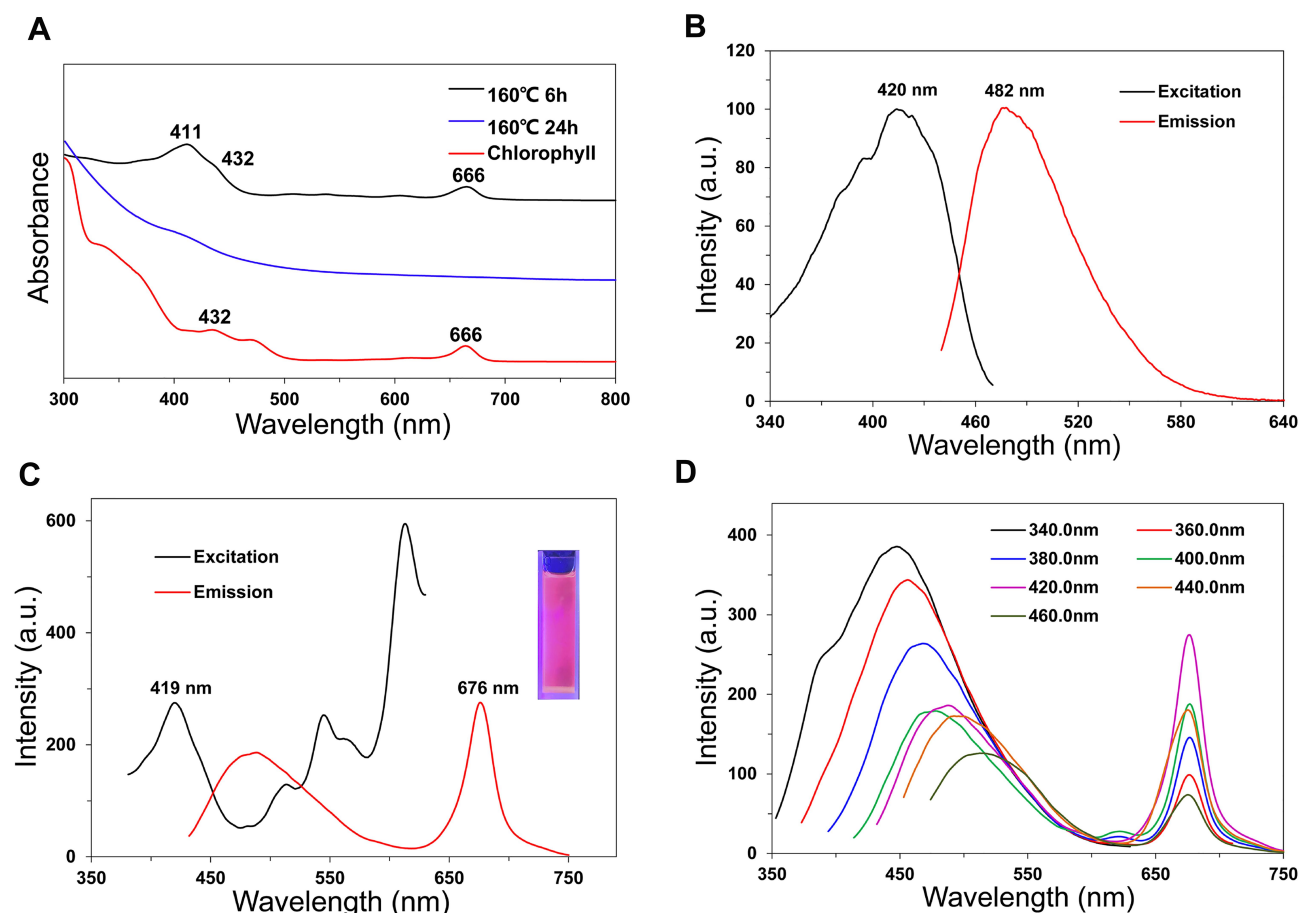 A
160℃ 6h
160℃ 24h
Chlorophyll
411
432
666
432
666
Absorbance
300 400 500 600 700 800
Wavelength (nm)
B
120
100
80
60
40
20
0
420 nm
482 nm
Excitation
Emission
Intensity (a.u.)
340 400 460 520 580 640
Wavelength (nm)
C
600
400
200
0
Excitation
Emission
419 nm
676 nm
Intensity (a.u.)
350 450 550 650 750
Wavelength (nm)
D
400
300
200
100
0
340.0nm 360.0nm
380.0nm 400.0nm
420.0nm 440.0nm
460.0nm
Intensity (a.u.)
350 450 550 650 750
Wavelength (nm)